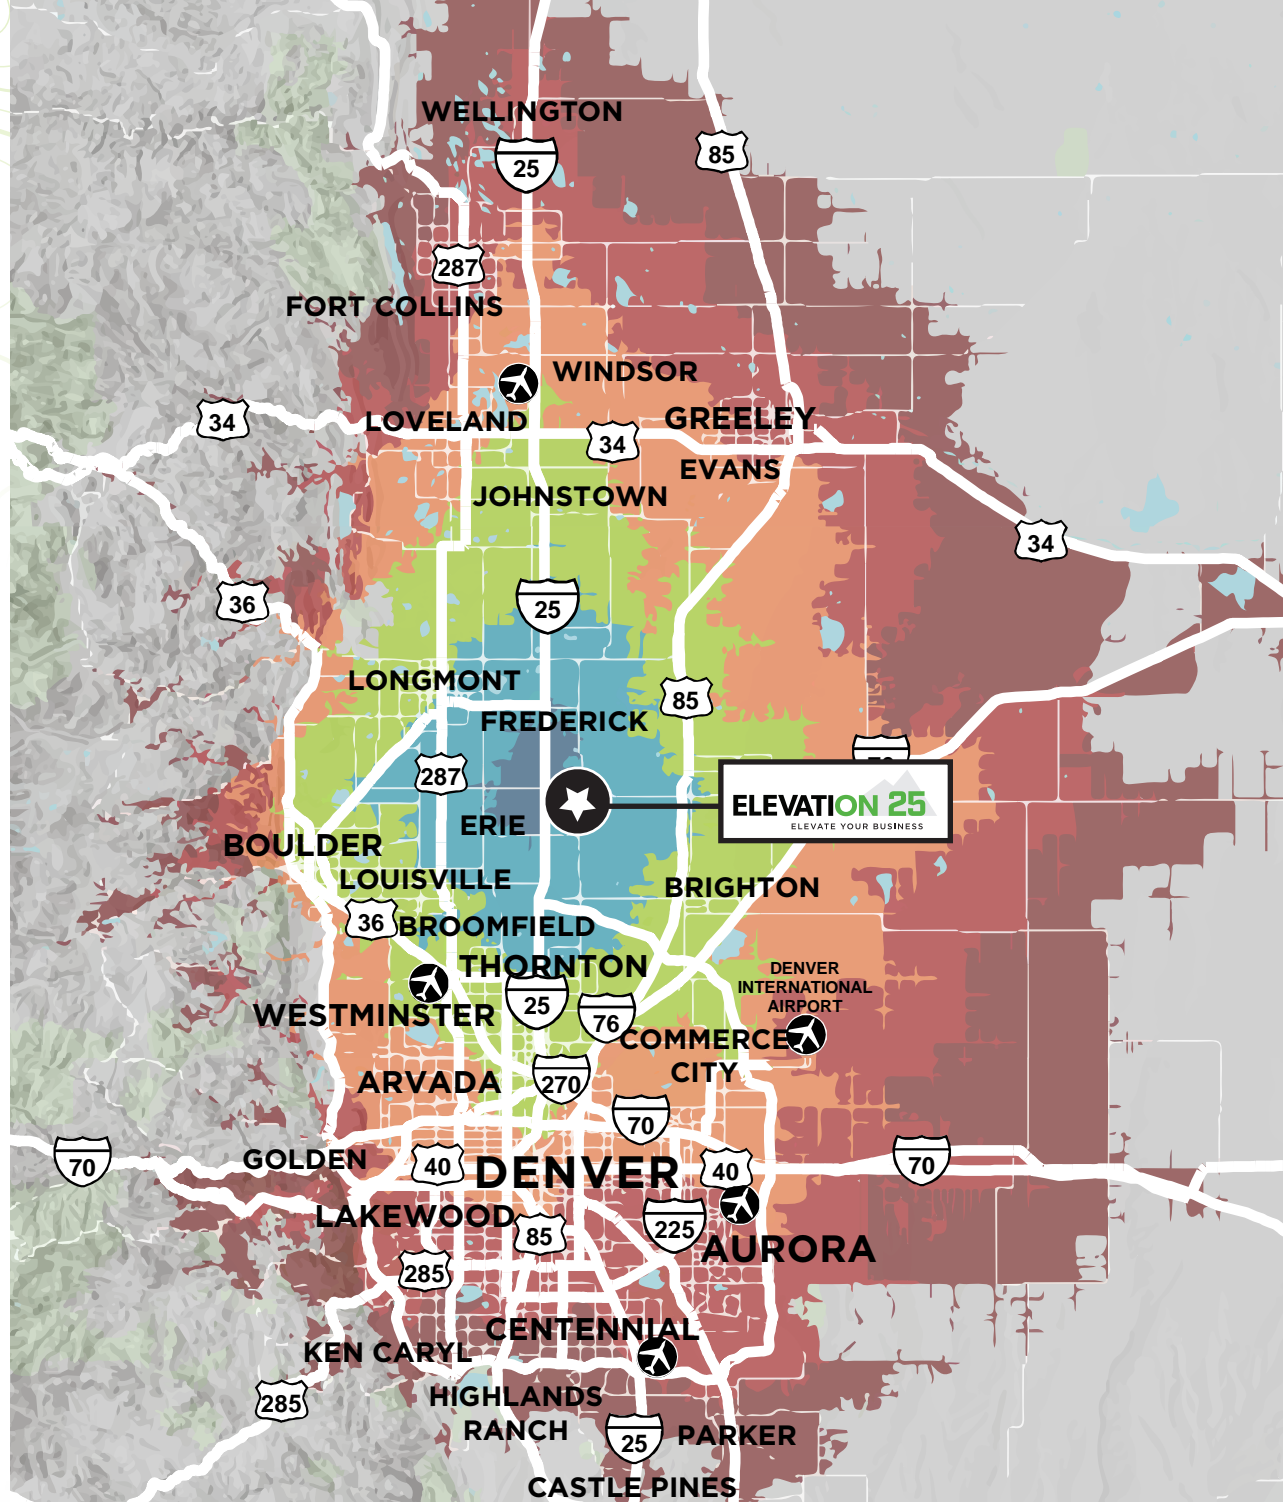 WELLINGTON
25
85
287
FORT COLLINS
WINDSOR
34
LOVELAND
GREELEY
34
EVANS
JOHNSTOWN
34
36
25
LONGMONT
85
FREDERICK
287
ELEVATION 25
ELEVATE YOUR BUSINESS
ERIE
BOULDER
LOUISVILLE
BRIGHTON
36
BROOMFIELD
THORNTON
DENVER
INTERNATIONAL
AIRPORT
25
WESTMINSTER
76
COMMERCE
CITY
ARVADA
270
70
GOLDEN
70
40
DENVER
40
70
LAKEWOOD
85
225
AURORA
285
CENTENNIAL
KEN CARYL
285
HIGHLANDS
RANCH
25
PARKER
CASTLE PINES